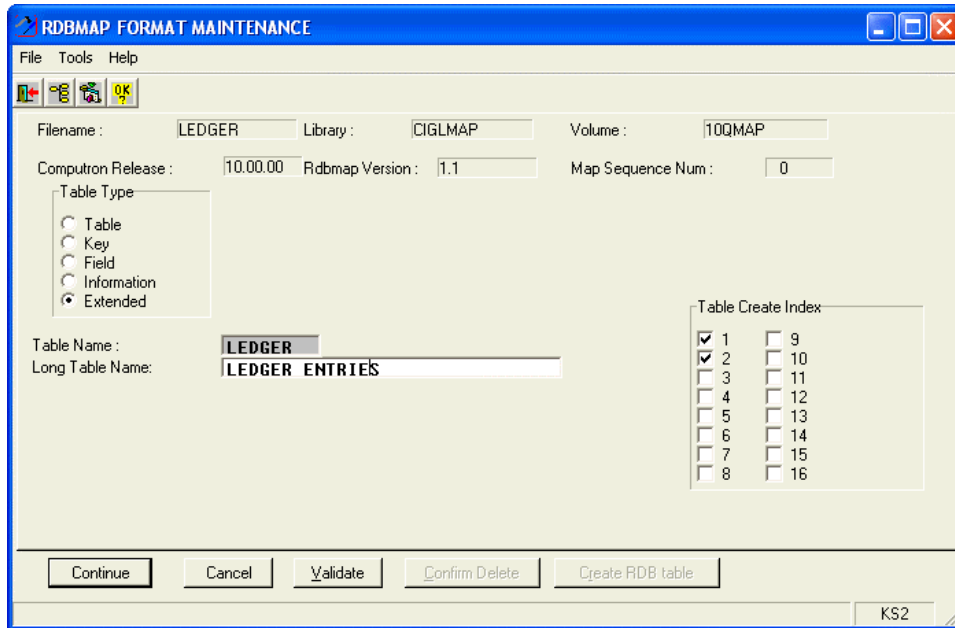 RDBMAP FORMAT MAINTENANCE
File Tools Help
OK ?
Filename : LEDGER Library : CIGLMAP Volume : 10QMAP
Computron Release : 10.00.00 Rdbmap Version : 1.1 Map Sequence Num : 0
Table Type
Table
Key
Field
Information
Extended
Table Create Index
1 9
2 10
3 11
4 12
5 13
6 14
7 15
8 16
Table Name : LEDGER
Long Table Name: LEDGER ENTRIES
Continue Cancel Validate Confirm Delete Create RDB table
KS2